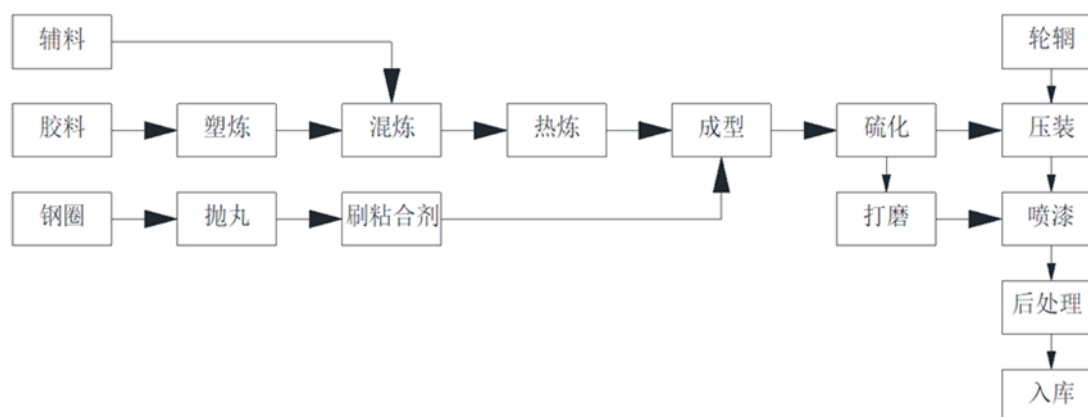 辅料
轮辋
胶料
塑炼
混炼
热炼
成型
硫化
压装
钢圈
抛丸
刷粘合剂
打磨
喷漆
后处理
入库